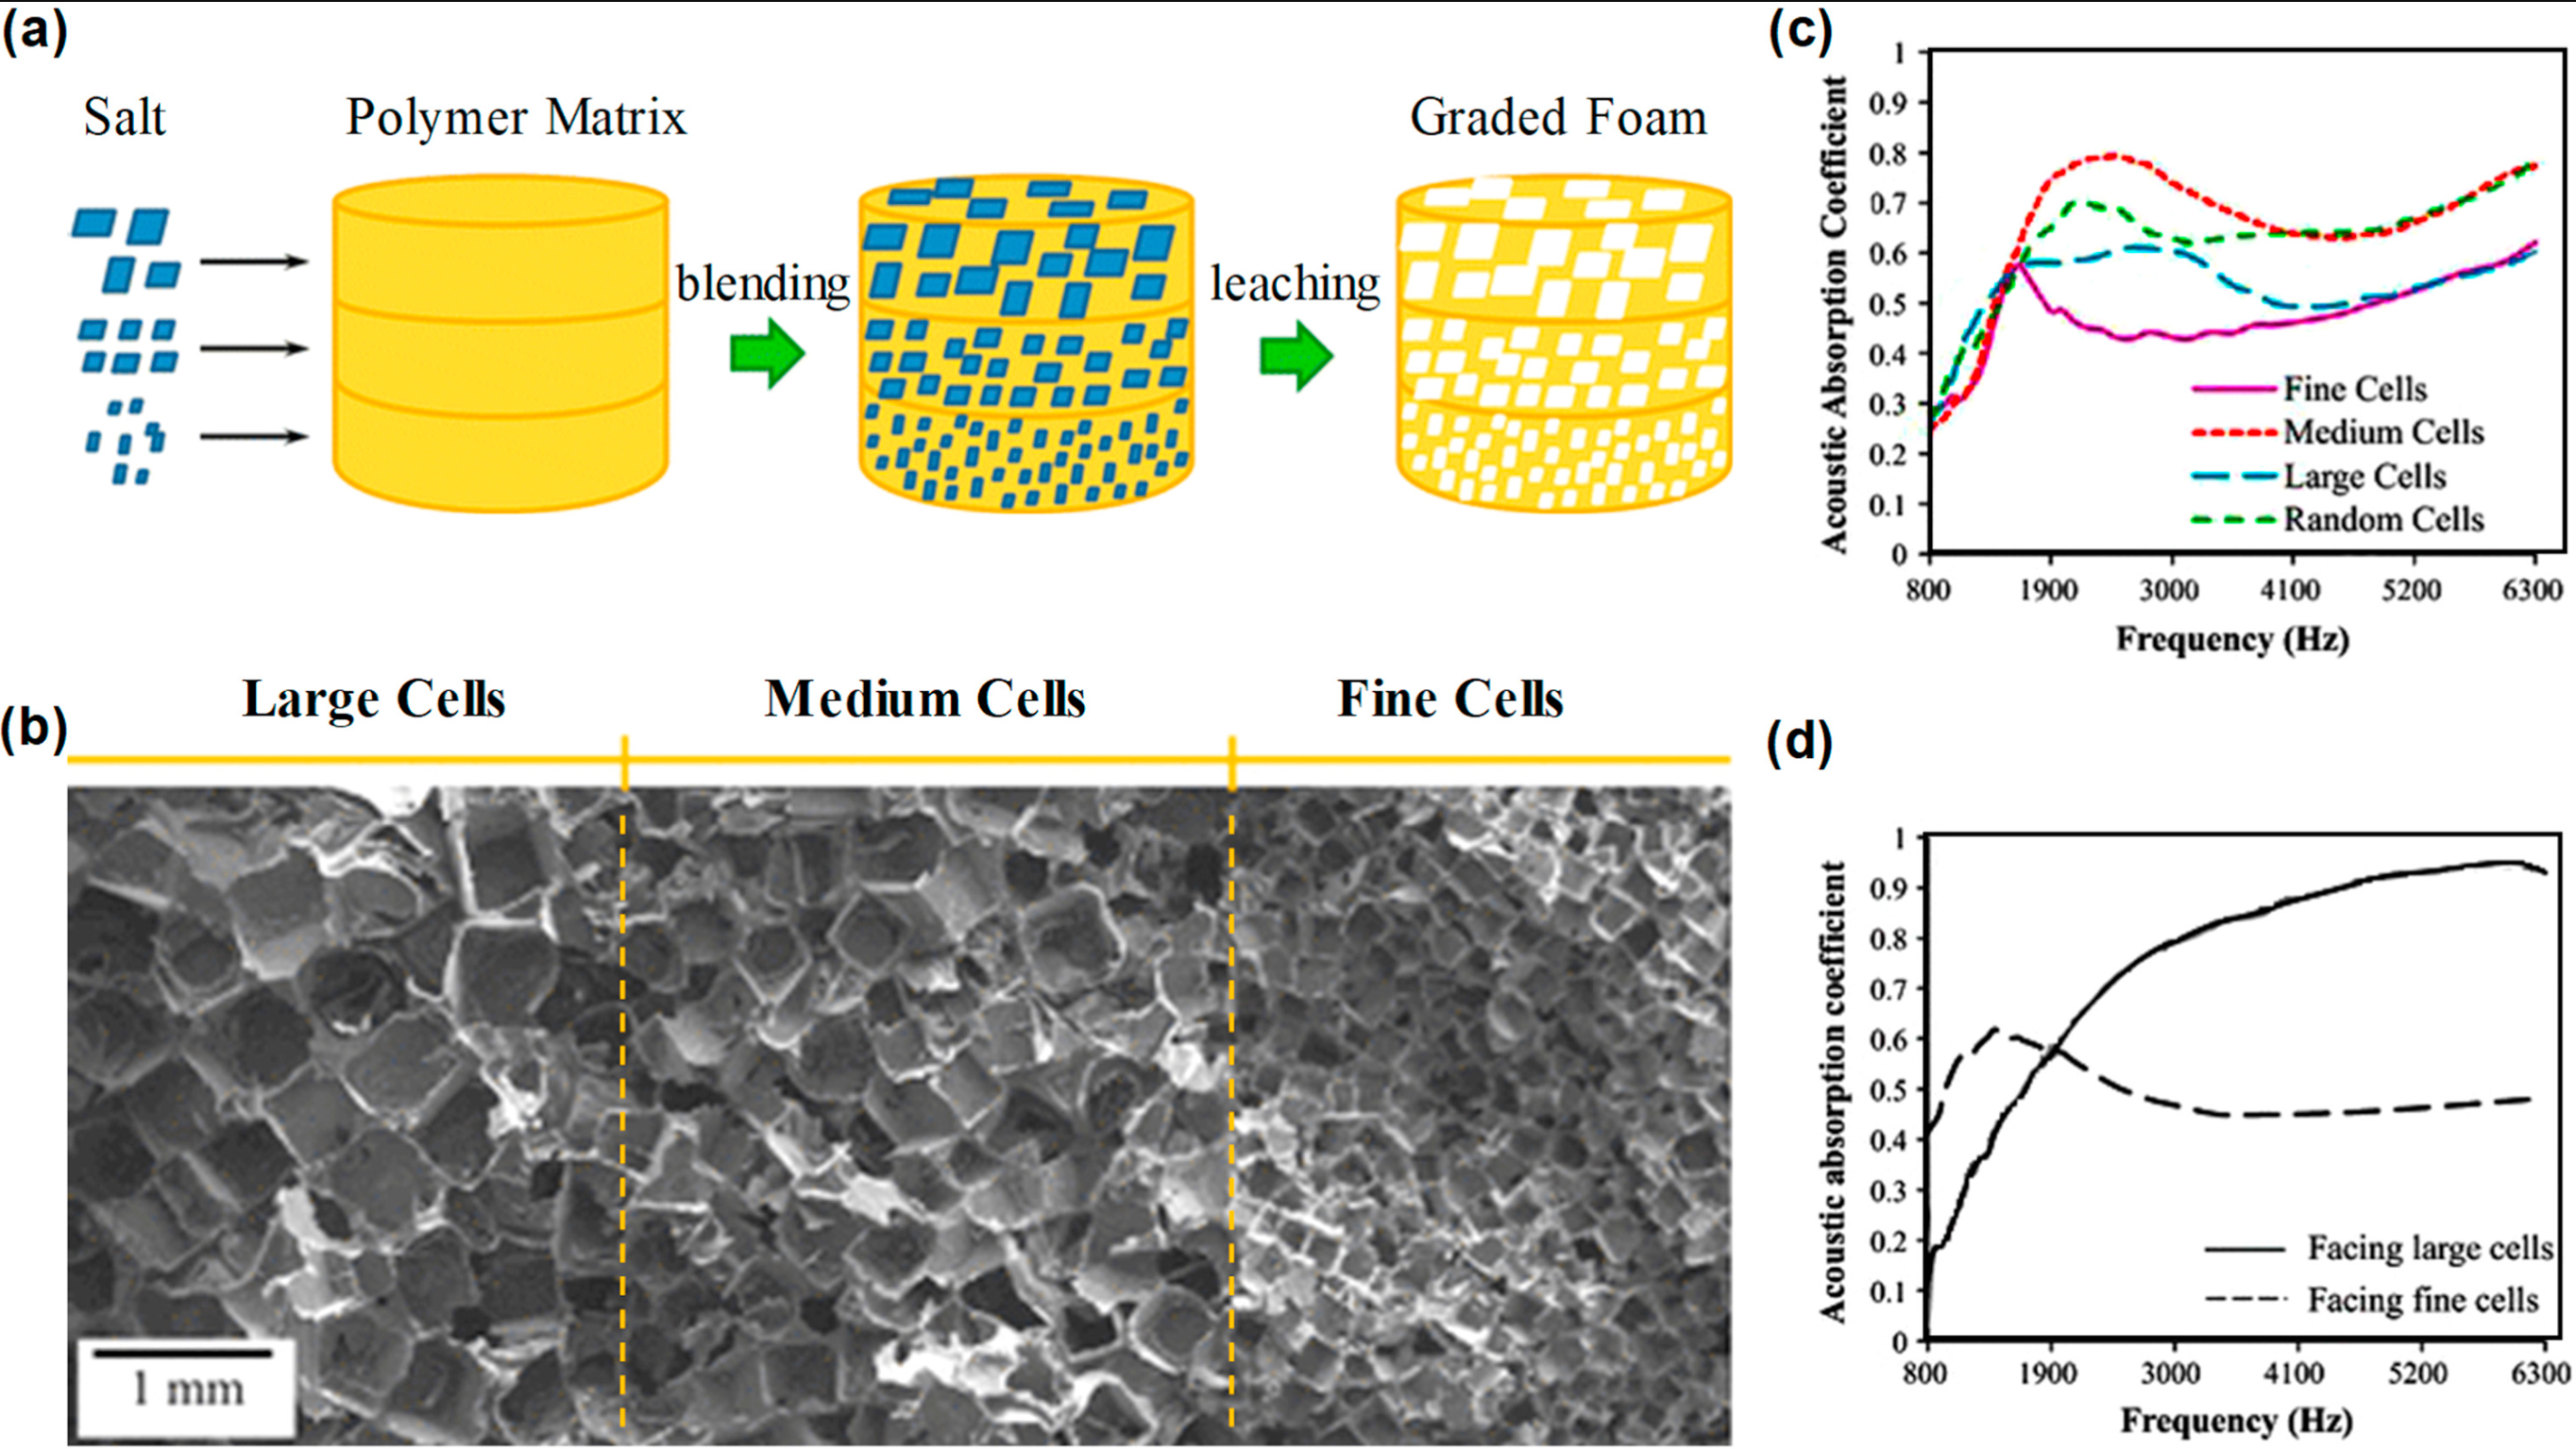 (a)
Salt
Polymer Matrix
Graded Foam
blending
leaching
(b)
Large Cells
Medium Cells
Fine Cells
1 mm
(c)
Acoustic Absorption Coefficient
1
0.9
0.8
0.7
0.6
0.5
0.4
0.3
0.2
0.1
0
Fine Cells
Medium Cells
Large Cells
Random Cells
800 1900 3000 4100 5200 6300
Frequency (Hz)
(d)
Acoustic absorption coefficient
1
0.9
0.8
0.7
0.6
0.5
0.4
0.3
0.2
0.1
0
Facing large cells
Facing fine cells
800 1900 3000 4100 5200 6300
Frequency (Hz)